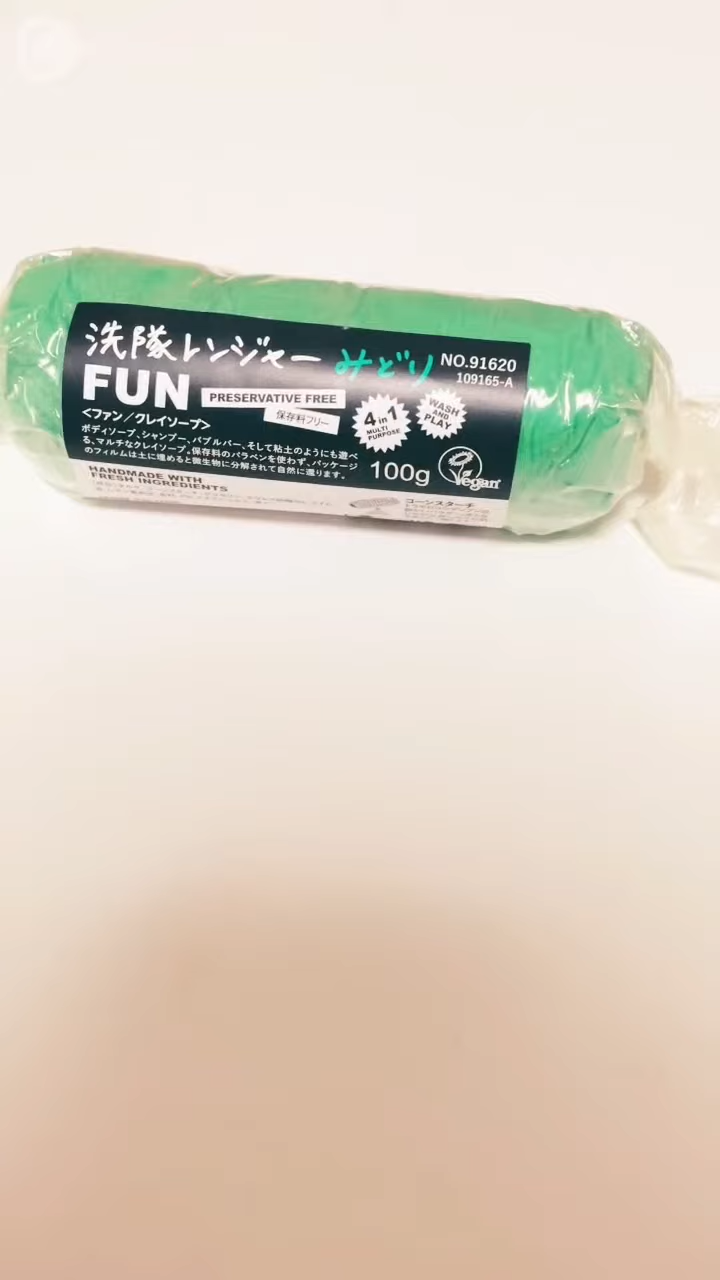 洗隊レンジャー みどり
NO.91620
109165-A
FUN
PRESERVATIVE FREE
保存料フリー
4 in 1
MULTI
PURPOSE
WASH
AND
PLAY
<ファン/クレイソープ>
ボディソープ、シャンプー、バブルバー、そして粘土のようにも遊べ
る、マルチなクレイソープ。保存料のパラベンを使わず、パッケージ
のフィルムは土に埋めると微生物に分解されて自然に還ります。
100g
Vegan
HANDMADE WITH
FRESH INGREDIENTS
コーンスターチ